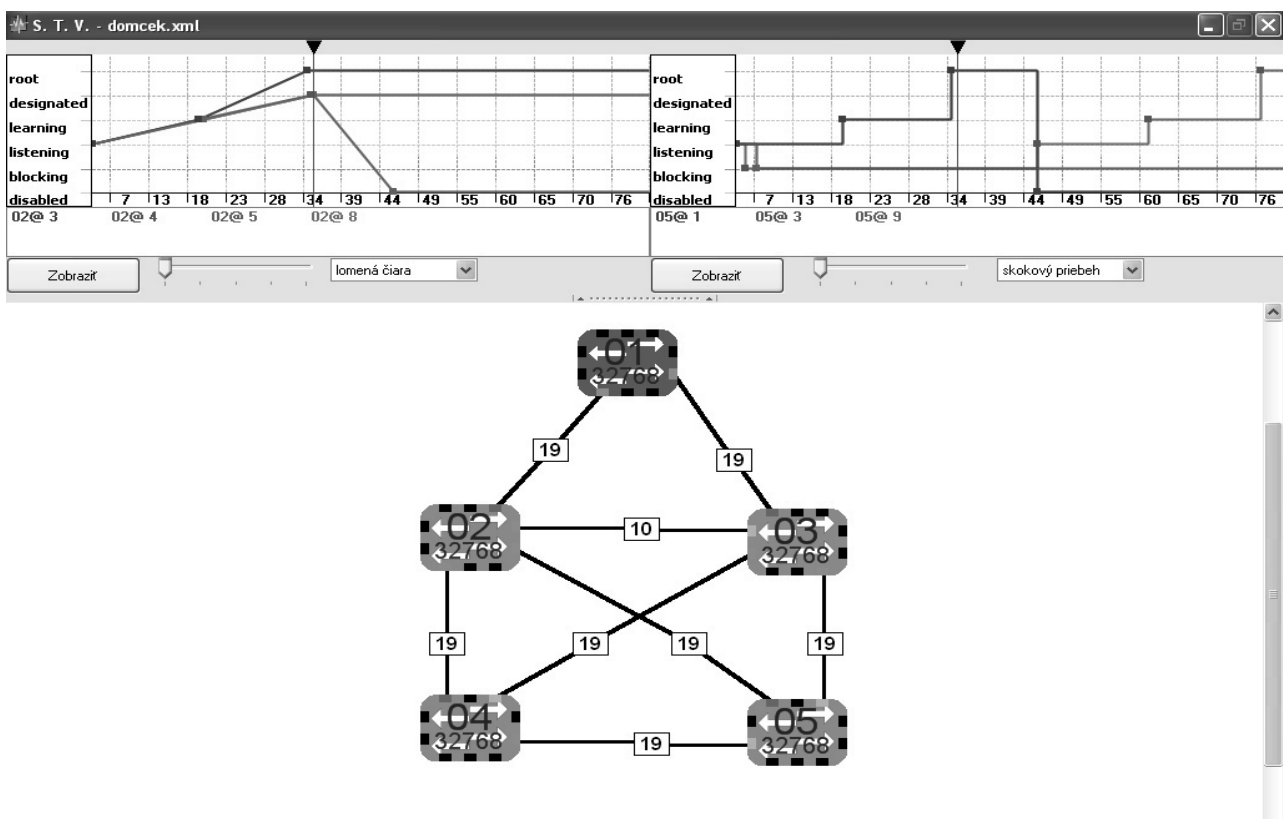 S. T. V. - domcek.xml
root
designated
learning
listening
blocking
disabled
7 13 18 23 28 34 39 44 49 55 60 65 70 76
02@ 3 02@ 4 02@ 5 02@ 8
Zobraziť lomená čiara
root
designated
learning
listening
blocking
disabled
7 13 18 23 28 34 39 44 49 55 60 65 70 76
05@ 1 05@ 3 05@ 9
Zobraziť skokový priebeh
01
32768
19
19
02
32768
10
03
32768
19
19
19
19
04
32768
19
05
32768